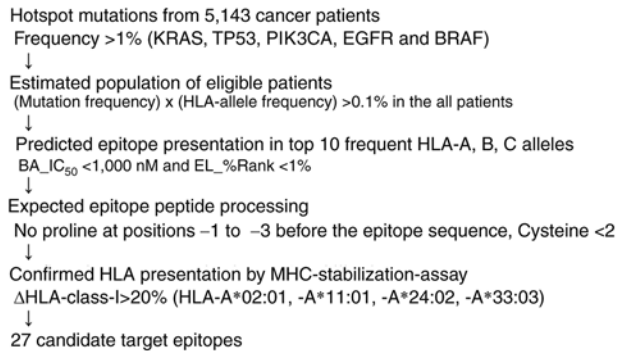 Hotspot mutations from 5,143 cancer patients
Frequency >1% (KRAS, TP53, PIK3CA, EGFR and BRAF)
↓
Estimated population of eligible patients
(Mutation frequency) x (HLA-allele frequency) >0.1% in the all patients
↓
Predicted epitope presentation in top 10 frequent HLA-A, B, C alleles
BA_IC50 <1,000 nM and EL_%Rank <1%
↓
Expected epitope peptide processing
No proline at positions −1 to −3 before the epitope sequence, Cysteine <2
↓
Confirmed HLA presentation by MHC-stabilization-assay
ΔHLA-class-I>20% (HLA-A*02:01, -A*11:01, -A*24:02, -A*33:03)
↓
27 candidate target epitopes